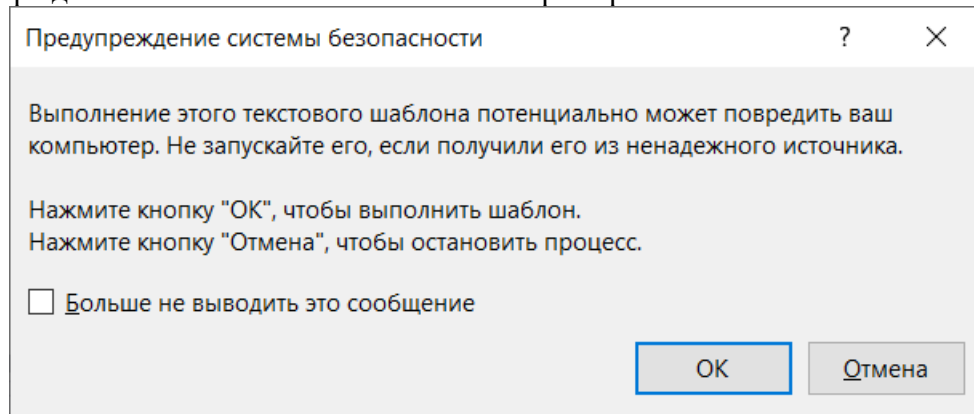 Предупреждение системы безопасности ?
Выполнение этого текстового шаблона потенциально может повредить ваш
компьютер. Не запускайте его, если получили его из ненадежного источника.
Нажмите кнопку "ОК", чтобы выполнить шаблон.
Нажмите кнопку "Отмена", чтобы остановить процесс.
Больше не выводить это сообщение
ОК Отмена